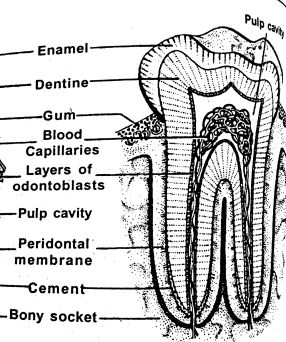 Pulp cavity
Enamel
Dentine
Gum
Blood
Capillaries
Layers of
odontoblasts
Pulp cavity
Peridontal
membrane
Cement
Bony socket